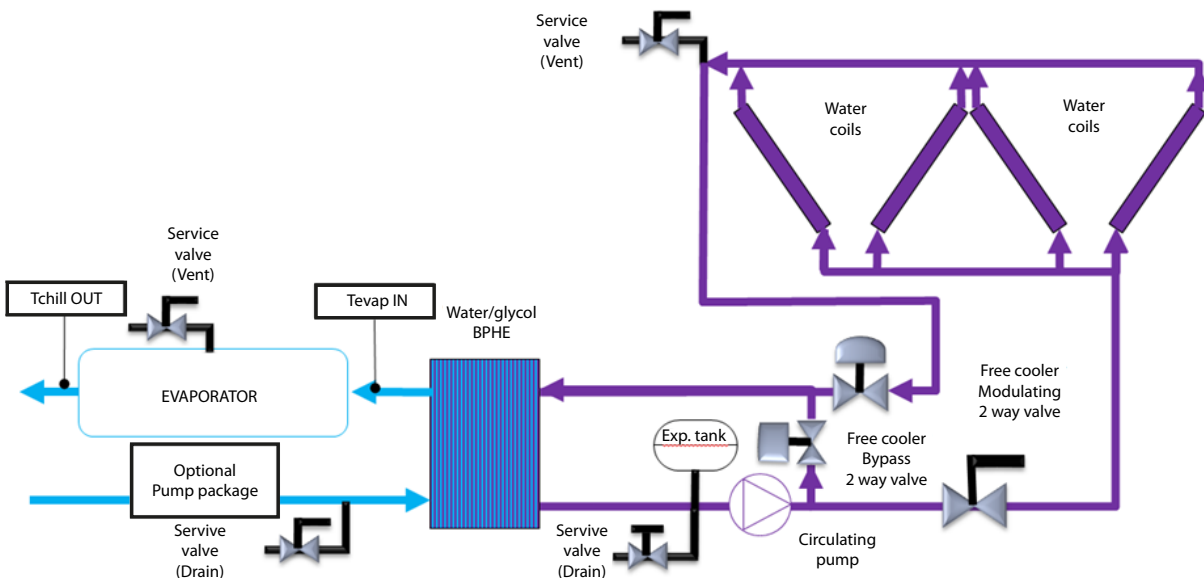 Service
valve
(Vent)
Water
coils
Water
coils
Service
valve
(Vent)
Tchill OUT
Tevap IN
Water/glycol
BPHE
EVAPORATOR
Free cooler
Modulating
2 way valve
Exp. tank
Free cooler
Bypass
2 way valve
Optional
Pump package
Servive
valve
(Drain)
Servive
valve
(Drain)
Circulating
pump